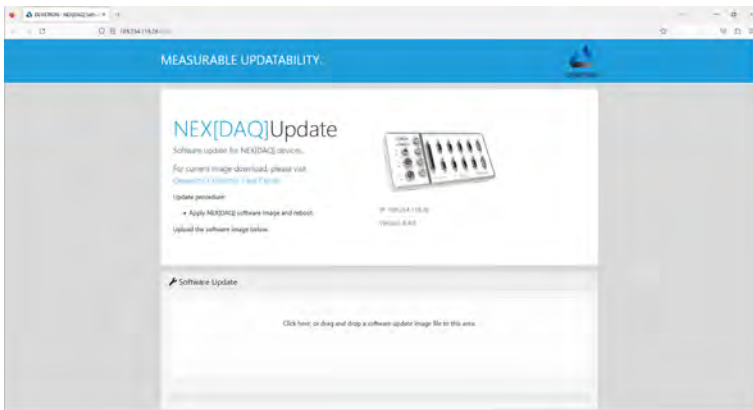 MEASURABLE UPDATABILITY.
NEX[DAQ]Update
Software update for NEX[DAQ] devices.
For current image download, please visit
Update procedure:
• Apply NEX[DAQ] software image and reboot.
Upload the software image below.
Software Update
Click here, or drag and drop a software update image file to this area.